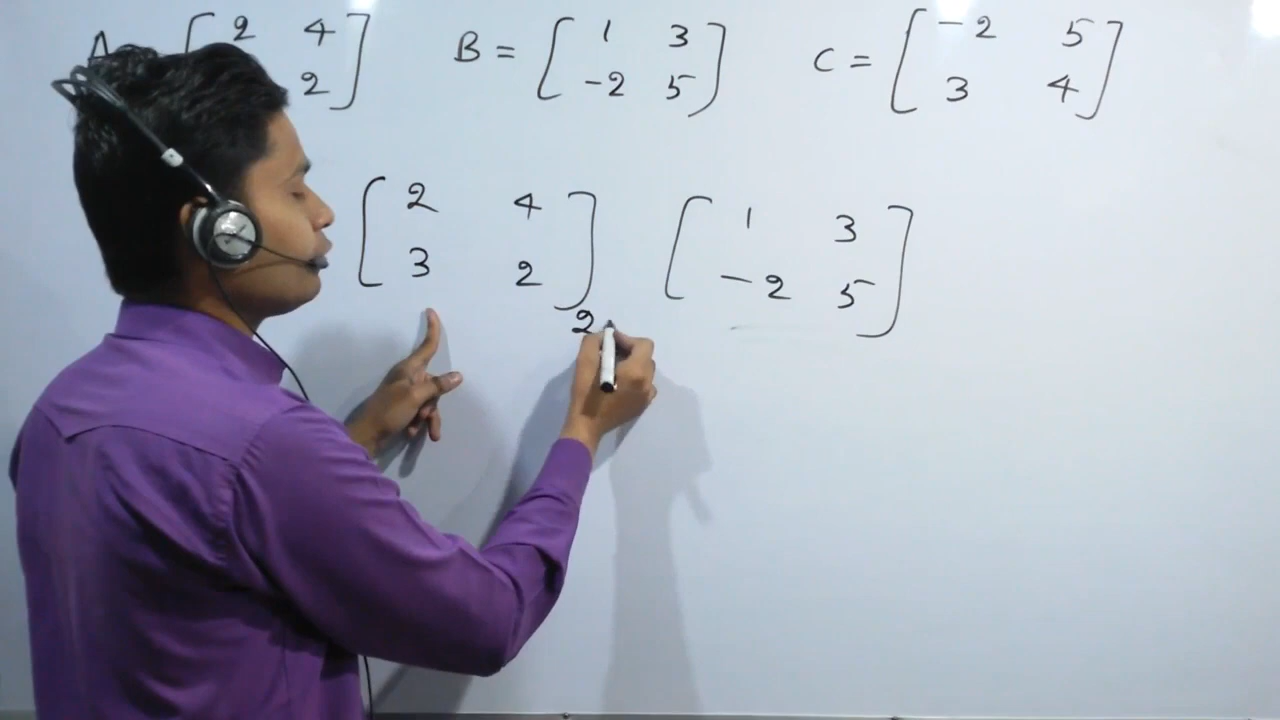 A [2 4
2] B = [1 3
-2 5] C = [-2 5
3 4]
[2 4
3 2] [1 3
-2 5]
2